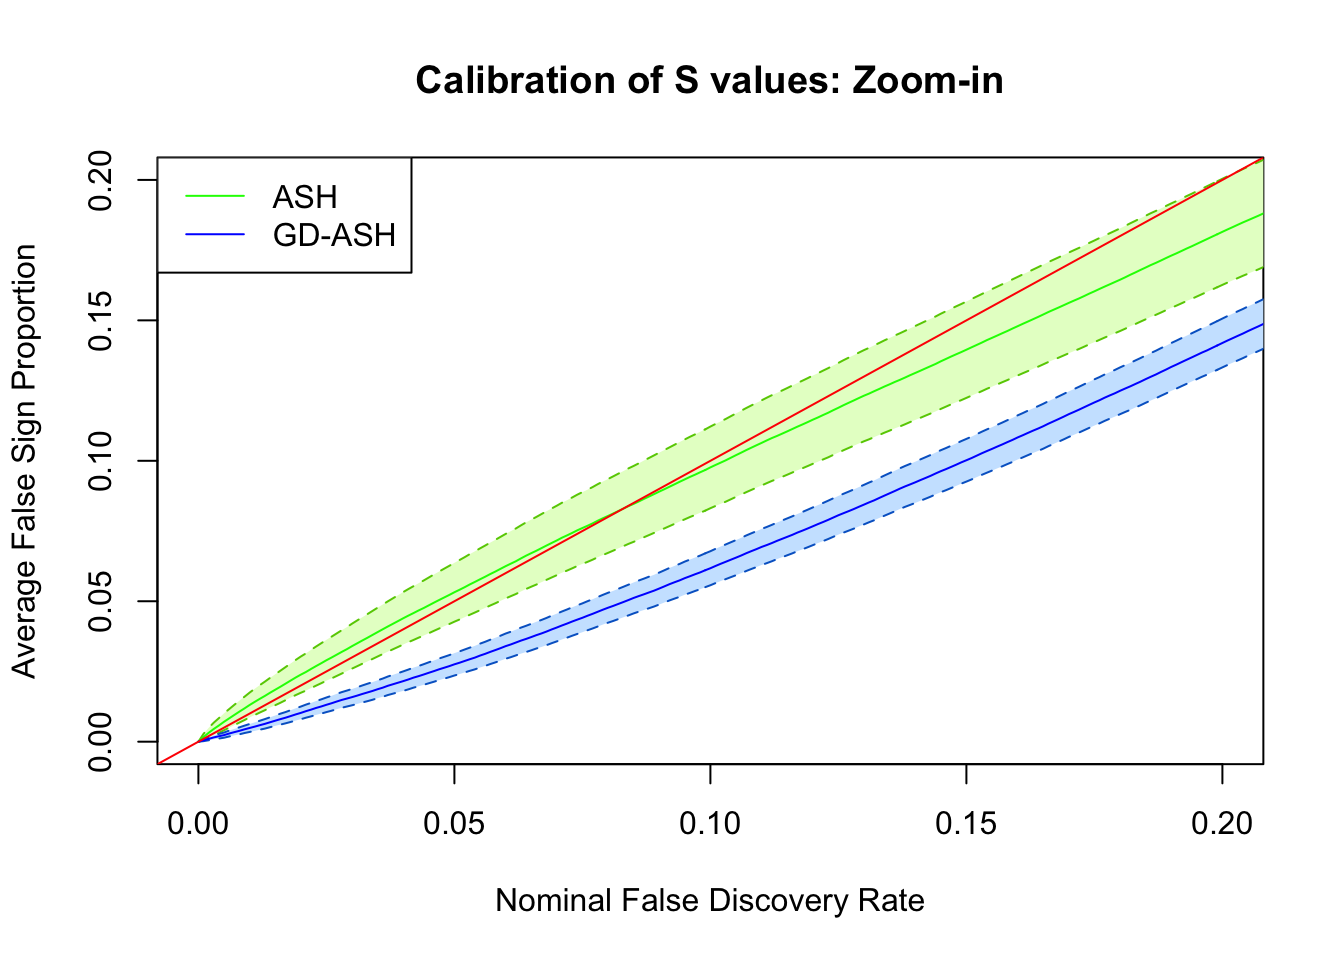 Calibration of S values: Zoom-in
ASH
GD-ASH
Average False Sign Proportion
0.20
0.15
0.10
0.05
0.00
0.00 0.05 0.10 0.15 0.20
Nominal False Discovery Rate